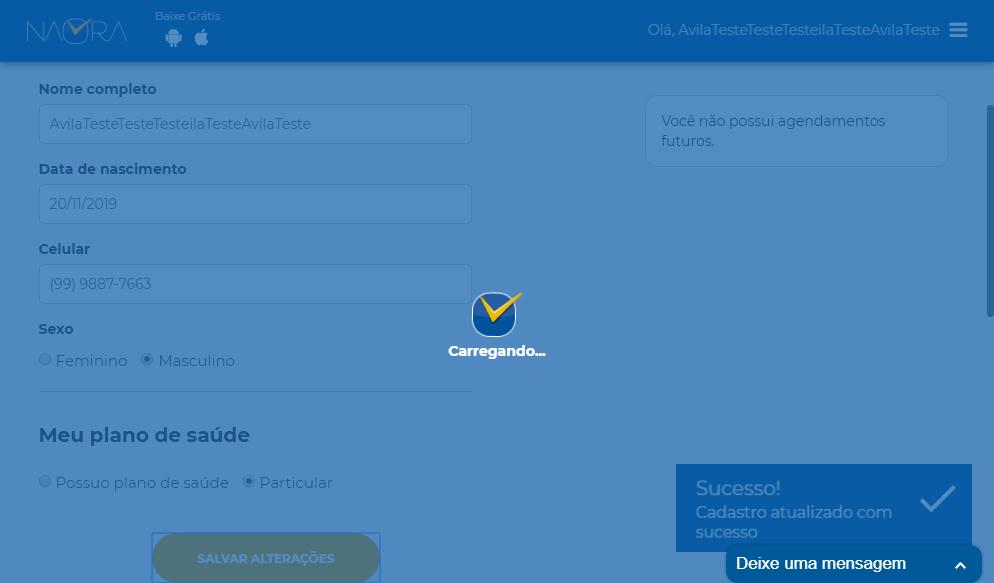 NAORA
Baixe Grátis
Olá, AvilaTesteTesteTesteilaTesteAvilaTeste
Nome completo
AvilaTesteTesteTesteilaTesteAvilaTeste
Você não possui agendamentos
futuros.
Data de nascimento
20/11/2019
Celular
(99) 9887-7663
Sexo
Feminino Masculino
Carregando...
Meu plano de saúde
Possuo plano de saúde Particular
SALVAR ALTERAÇÕES
Sucesso!
Cadastro atualizado com
sucesso
Deixe uma mensagem